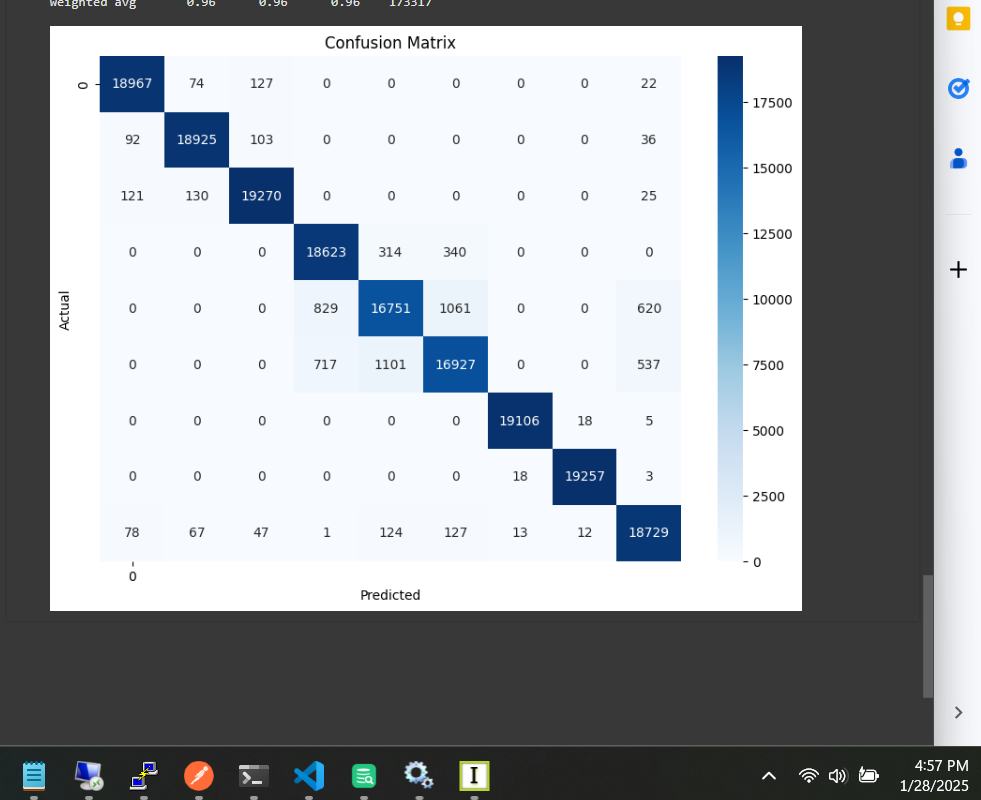 weighted avg 0.96 0.96 0.96 173317
Confusion Matrix
0 18967 74 127 0 0 0 0 0 22
92 18925 103 0 0 0 0 0 36
121 130 19270 0 0 0 0 0 25
0 0 0 18623 314 340 0 0 0
0 0 0 829 16751 1061 0 0 620
0 0 0 717 1101 16927 0 0 537
0 0 0 0 0 0 19106 18 5
0 0 0 0 0 0 18 19257 3
78 67 47 1 124 127 13 12 18729
0
Actual
Predicted
17500
15000
12500
10000
7500
5000
2500
0
I
4:57 PM
1/28/2025